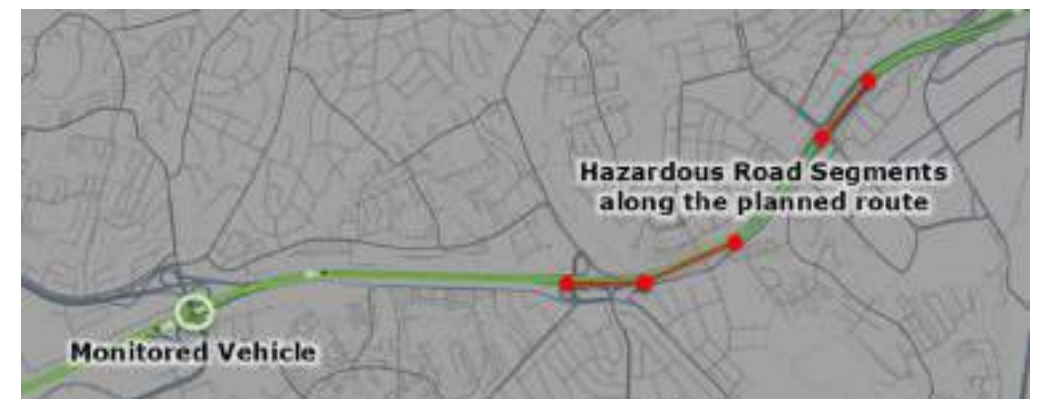 Hazardous Road Segments
along the planned route
Monitored Vehicle